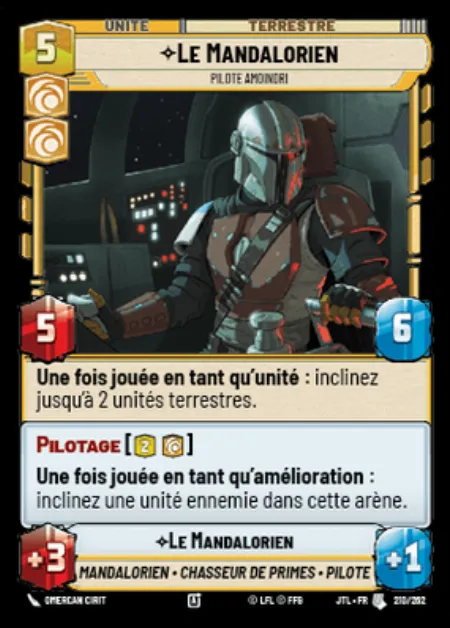 UNITÉ
TERRESTRE
5
Le Mandalorien
PILOTE AMOINDRI
5
6
Une fois jouée en tant qu'unité : inclinez
jusqu'à 2 unités terrestres.
PILOTAGE [2 ]
Une fois jouée en tant qu'amélioration :
inclinez une unité ennemie dans cette arène.
Le Mandalorien
+3
+1
MANDALORIEN • CHASSEUR DE PRIMES • PILOTE
OMERCAN CIRIT
© LFL © FFG
JTL • FR
210/262